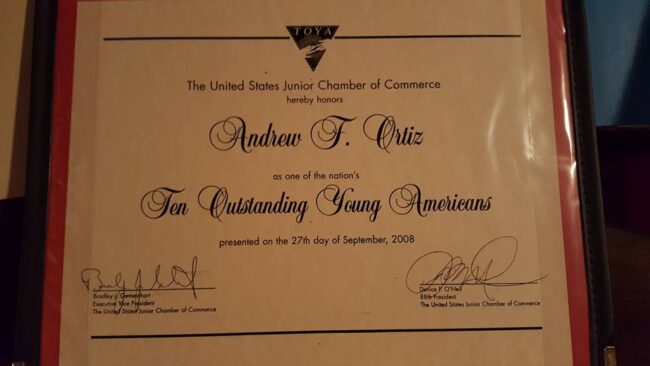 TOYA
The United States Junior Chamber of Commerce
hereby honors
Andrew F. Ortiz
as one of the nation's
Ten Outstanding Young Americans
presented on the 27th day of September, 2008
Bradley J.
Executive Vice President
The United States Junior Chamber of Commerce
Denice F. O'Neil
88th President
The United States Junior Chamber of Commerce